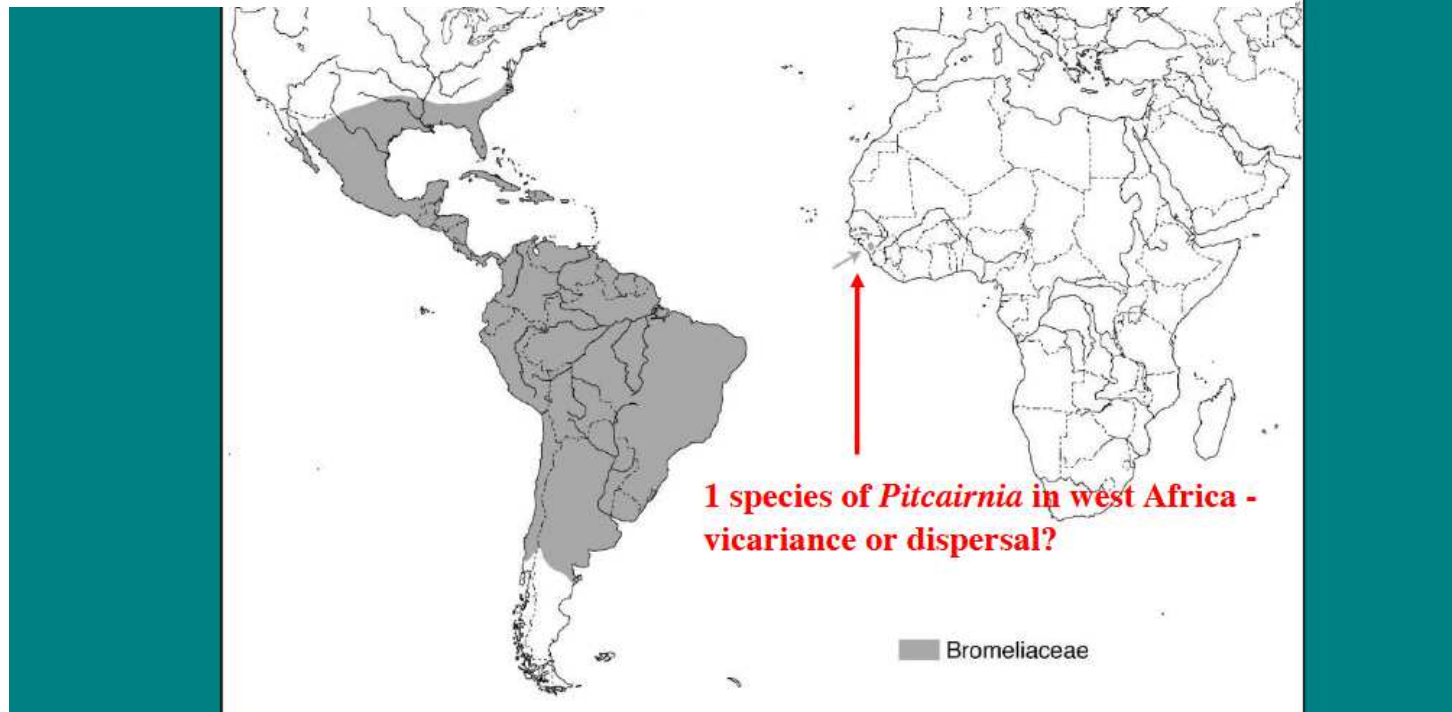 1 species of Pitcairnia in west Africa -
vicariance or dispersal?
Bromeliaceae